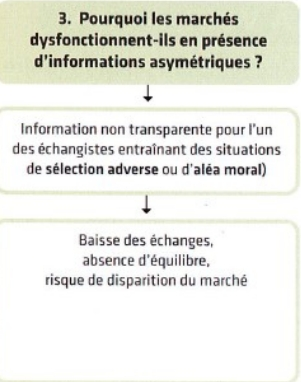 3. Pourquoi les marchés
dysfonctionnent-ils en présence
d'informations asymétriques ?
Information non transparente pour l'un
des échangistes entraînant des situations
de sélection adverse ou d'aléa moral)
Baisse des échanges,
absence d'équilibre,
risque de disparition du marché